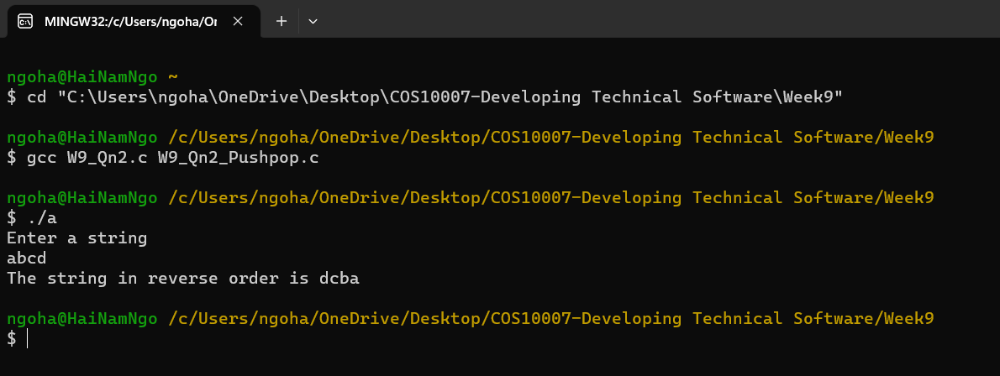 MINGW32:/c/Users/ngoha/Or
ngoha@HaiNamNgo ~
$ cd "C:\Users\ngoha\OneDrive\Desktop\COS10007-Developing Technical Software\Week9"
ngoha@HaiNamNgo /c/Users/ngoha/OneDrive/Desktop/COS10007-Developing Technical Software/Week9
$ gcc W9_Qn2.c W9_Qn2_Pushpop.c
ngoha@HaiNamNgo /c/Users/ngoha/OneDrive/Desktop/COS10007-Developing Technical Software/Week9
$ ./a
Enter a string
abcd
The string in reverse order is dcba
ngoha@HaiNamNgo /c/Users/ngoha/OneDrive/Desktop/COS10007-Developing Technical Software/Week9
$